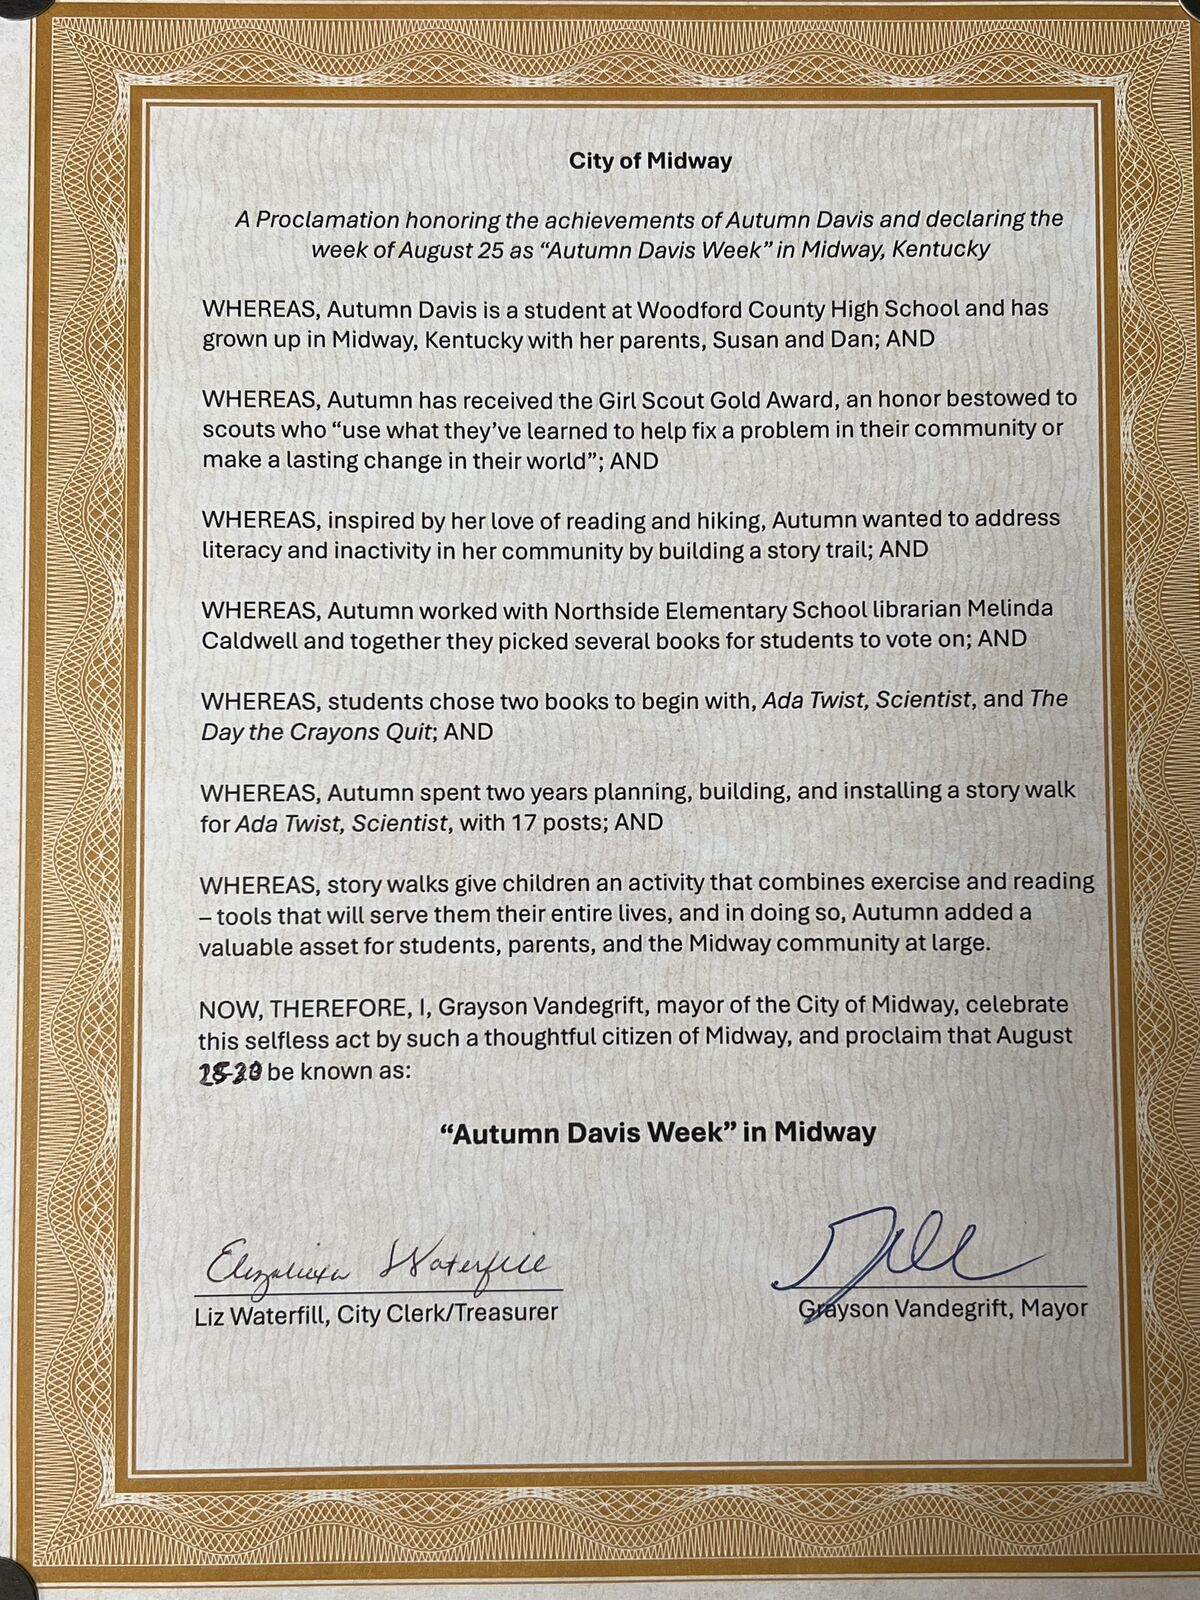 City of Midway
A Proclamation honoring the achievements of Autumn Davis and declaring the
week of August 25 as “Autumn Davis Week” in Midway, Kentucky
WHEREAS, Autumn Davis is a student at Woodford County High School and has
grown up in Midway, Kentucky with her parents, Susan and Dan; AND
WHEREAS, Autumn has received the Girl Scout Gold Award, an honor bestowed to
scouts who “use what they’ve learned to help fix a problem in their community or
make a lasting change in their world”; AND
WHEREAS, inspired by her love of reading and hiking, Autumn wanted to address
literacy and inactivity in her community by building a story trail; AND
WHEREAS, Autumn worked with Northside Elementary School librarian Melinda
Caldwell and together they picked several books for students to vote on; AND
WHEREAS, students chose two books to begin with, Ada Twist, Scientist, and The
Day the Crayons Quit; AND
WHEREAS, Autumn spent two years planning, building, and installing a story walk
for Ada Twist, Scientist, with 17 posts; AND
WHEREAS, story walks give children an activity that combines exercise and reading
– tools that will serve them their entire lives, and in doing so, Autumn added a
valuable asset for students, parents, and the Midway community at large.
NOW, THEREFORE, I, Grayson Vandegrift, mayor of the City of Midway, celebrate
this selfless act by such a thoughtful citizen of Midway, and proclaim that August
be known as:
“Autumn Davis Week” in Midway
Waterfill
Liz Waterfill, City Clerk/Treasurer
Grayson Vandegrift, Mayor